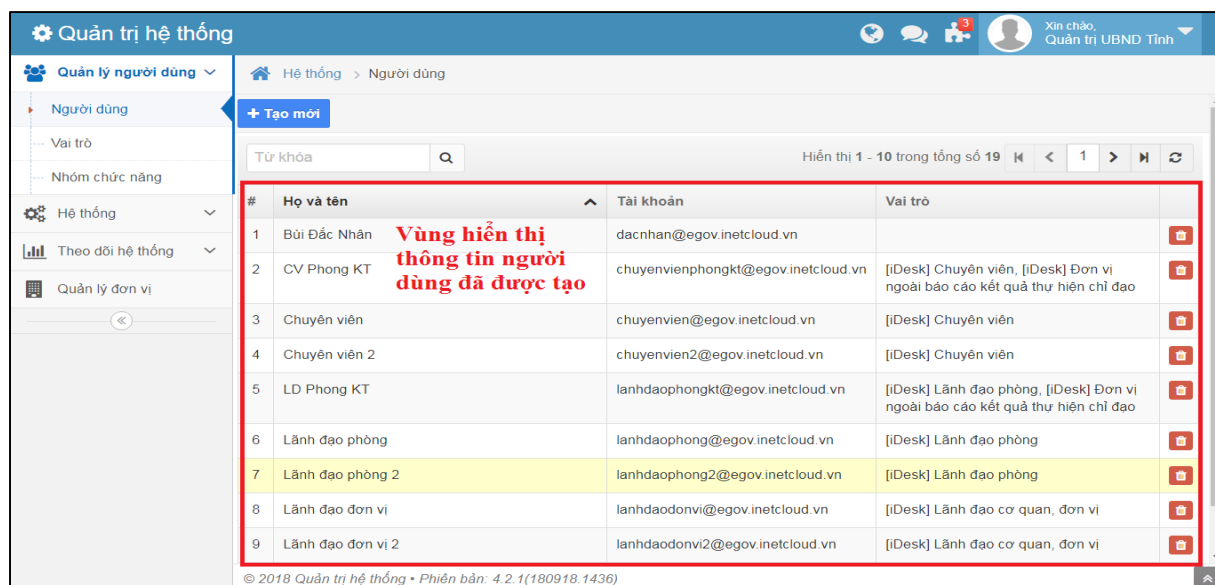 Quản trị hệ thống
3
Xin chào,
Quản trị UBND Tỉnh
Quản lý người dùng
Hệ thống > Người dùng
Người dùng
+ Tạo mới
Vai trò
Từ khóa
Hiển thị 1 - 10 trong tổng số 19
1
Nhóm chức năng
# Họ và tên Tài khoản Vai trò
Hệ thống
1 Bùi Đắc Nhân dacnhan@egov.inetcloud.vn
Vùng hiển thị
thông tin người
dùng đã được tạo
Theo dõi hệ thống
2 CV Phong KT chuyenvienphongkt@egov.inetcloud.vn [iDesk] Chuyên viên, [iDesk] Đơn vị
ngoài báo cáo kết quả thự hiện chỉ đạo
Quản lý đơn vị
3 Chuyên viên chuyenvien@egov.inetcloud.vn [iDesk] Chuyên viên
4 Chuyên viên 2 chuyenvien2@egov.inetcloud.vn [iDesk] Chuyên viên
5 LD Phong KT lanhdaophongkt@egov.inetcloud.vn [iDesk] Lãnh đạo phòng, [iDesk] Đơn vị
ngoài báo cáo kết quả thự hiện chỉ đạo
6 Lãnh đạo phòng lanhdaophong@egov.inetcloud.vn [iDesk] Lãnh đạo phòng
7 Lãnh đạo phòng 2 lanhdaophong2@egov.inetcloud.vn [iDesk] Lãnh đạo phòng
8 Lãnh đạo đơn vị lanhdaodonvi@egov.inetcloud.vn [iDesk] Lãnh đạo cơ quan, đơn vị
9 Lãnh đạo đơn vị 2 lanhdaodonvi2@egov.inetcloud.vn [iDesk] Lãnh đạo cơ quan, đơn vị
© 2018 Quản trị hệ thống • Phiên bản: 4.2.1(180918.1436)